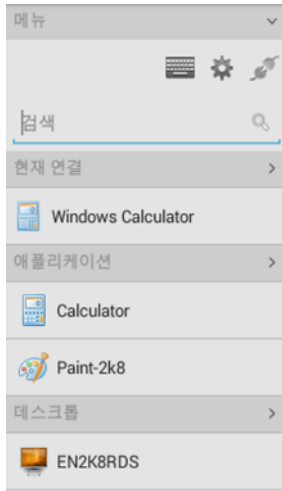 메뉴
검색
현재 연결
Windows Calculator
애플리케이션
Calculator
Paint-2k8
데스크톱
EN2K8RDS